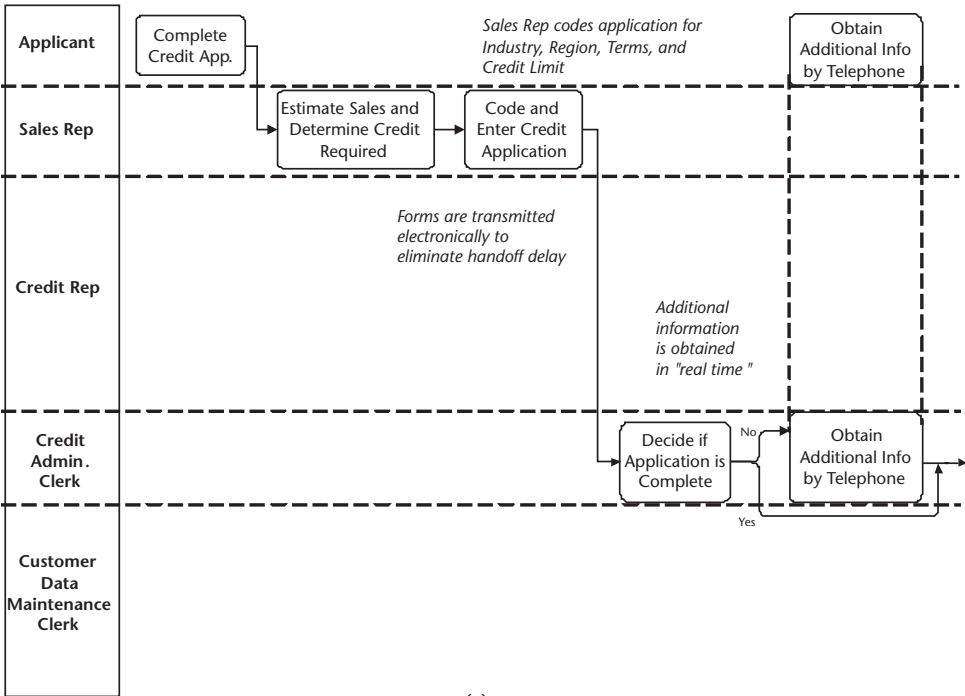 Applicant
Complete
Credit App.
Sales Rep codes application for
Industry, Region, Terms, and
Credit Limit
Obtain
Additional Info
by Telephone
Sales Rep
Estimate Sales and
Determine Credit
Required
Code and
Enter Credit
Application
Credit Rep
Forms are transmitted
electronically to
eliminate handoff delay
Additional
information
is obtained
in "real time "
Credit
Admin.
Clerk
Decide if
Application is
Complete
No
Yes
Obtain
Additional Info
by Telephone
Customer
Data
Maintenance
Clerk